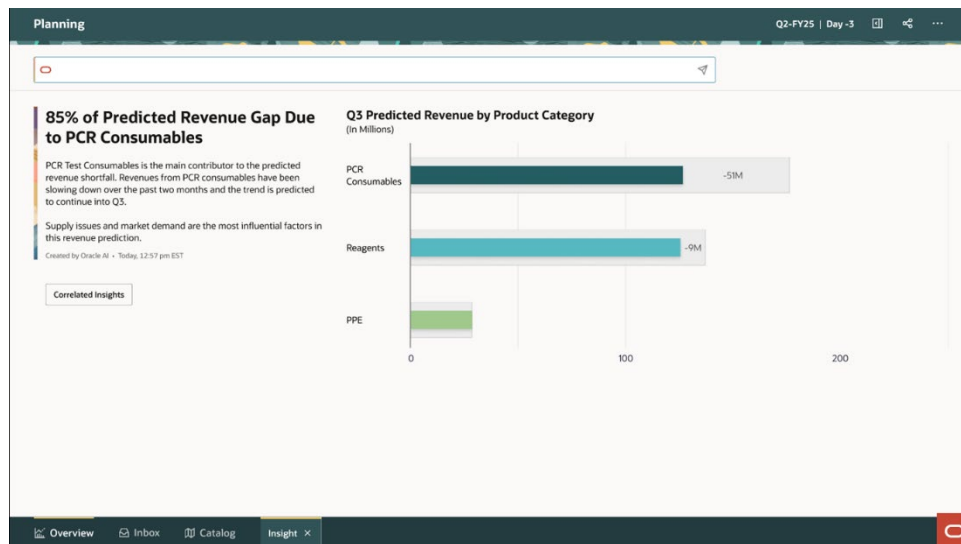 Planning
Q2-FY25 | Day -3
85% of Predicted Revenue Gap Due
to PCR Consumables
PCR Test Consumables is the main contributor to the predicted
revenue shortfall. Revenues from PCR consumables have been
slowing down over the past two months and the trend is predicted
to continue into Q3.
Supply issues and market demand are the most influential factors in
this revenue prediction.
Created by Oracle AI • Today, 12:57 pm EST
Correlated Insights
Q3 Predicted Revenue by Product Category
(In Millions)
PCR
Consumables
-51M
Reagents
-9M
PPE
0
100
200
Overview
Inbox
Catalog
Insight ×